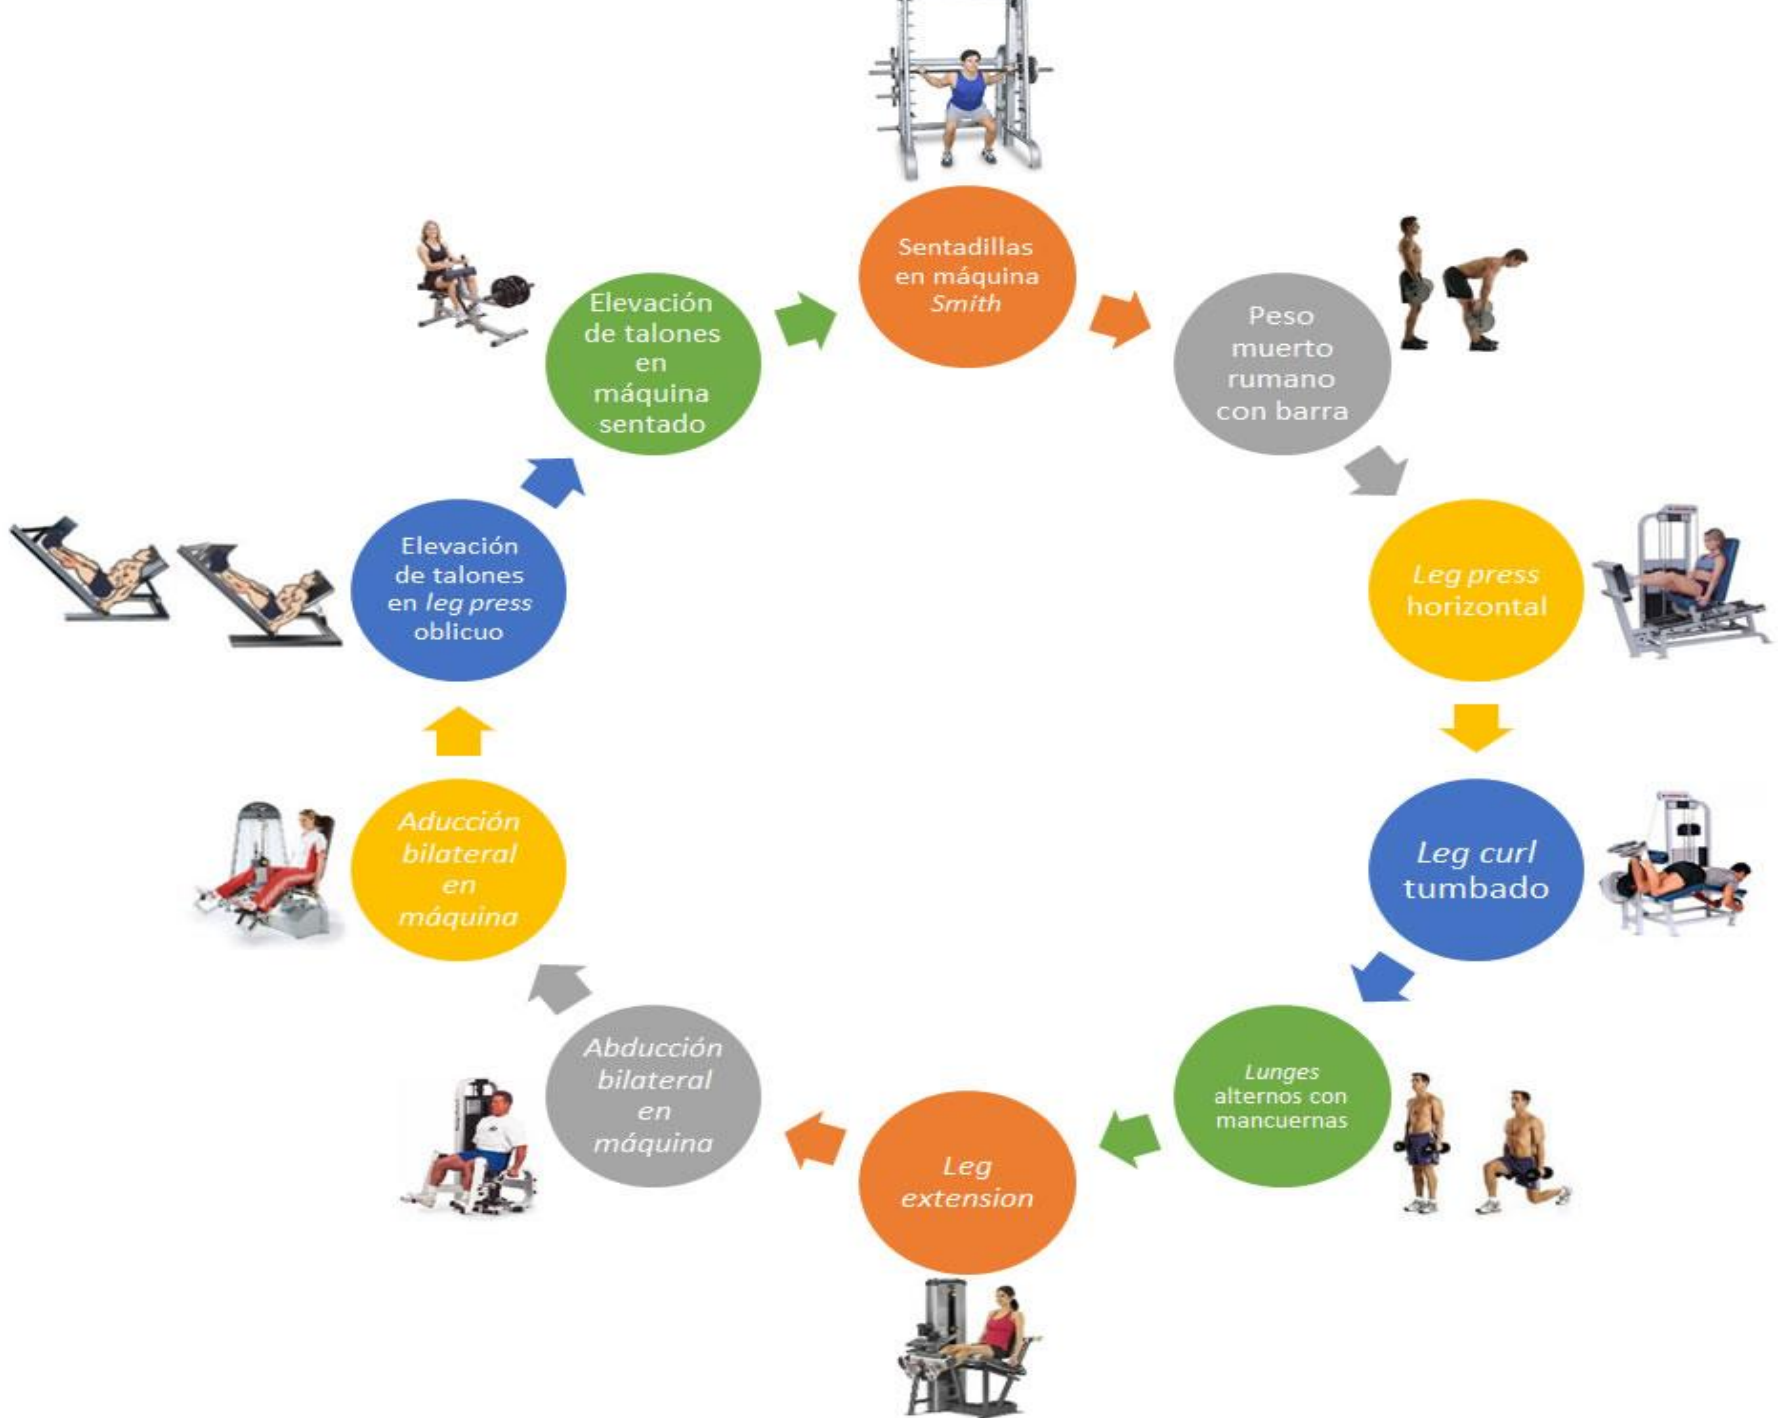 Sentadillas
en máquina
Smith
Peso
muerto
rumano
con barra
Leg press
horizontal
Leg curl
tumbado
Lunges
alternos con
mancuernas
Leg
extension
Abducción
bilateral
en
máquina
Aducción
bilateral
en
máquina
Elevación
de talones
en leg press
oblicuo
Elevación
de talones
en
máquina
sentado